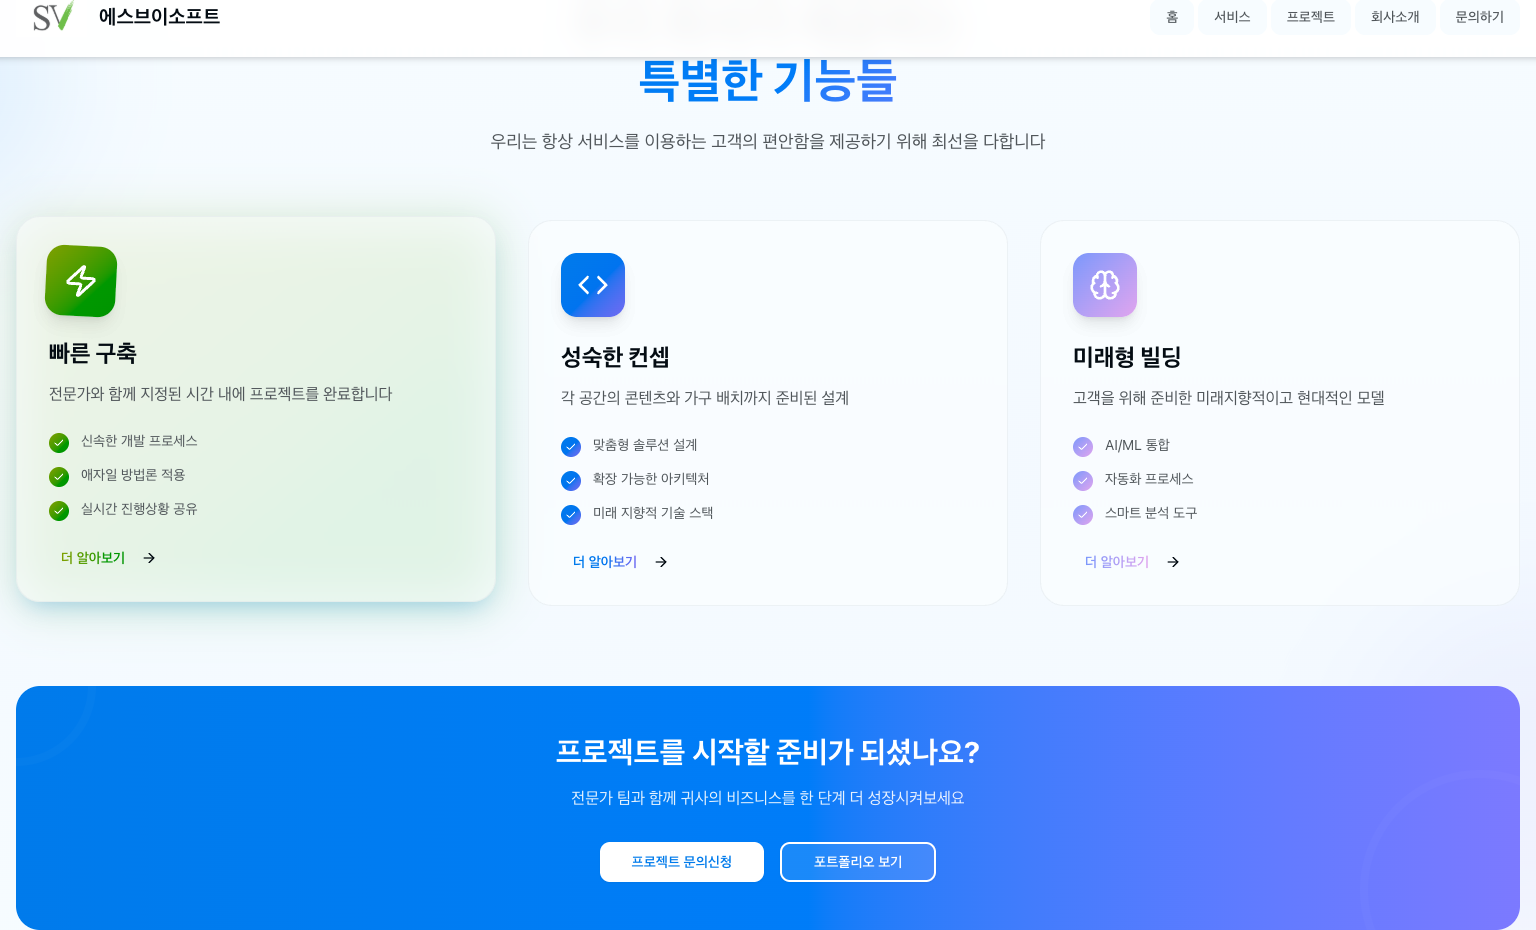 SV 에스브이소프트
홈 서비스 프로젝트 회사소개 문의하기
특별한 기능들
우리는 항상 서비스를 이용하는 고객의 편안함을 제공하기 위해 최선을 다합니다
빠른 구축
전문가와 함께 지정된 시간 내에 프로젝트를 완료합니다
신속한 개발 프로세스
애자일 방법론 적용
실시간 진행상황 공유
더 알아보기
성숙한 컨셉
각 공간의 콘텐츠와 가구 배치까지 준비된 설계
맞춤형 솔루션 설계
확장 가능한 아키텍처
미래 지향적 기술 스택
더 알아보기
미래형 빌딩
고객을 위해 준비한 미래지향적이고 현대적인 모델
AI/ML 통합
자동화 프로세스
스마트 분석 도구
더 알아보기
프로젝트를 시작할 준비가 되셨나요?
전문가 팀과 함께 귀사의 비즈니스를 한 단계 더 성장시켜보세요
프로젝트 문의신청
포트폴리오 보기